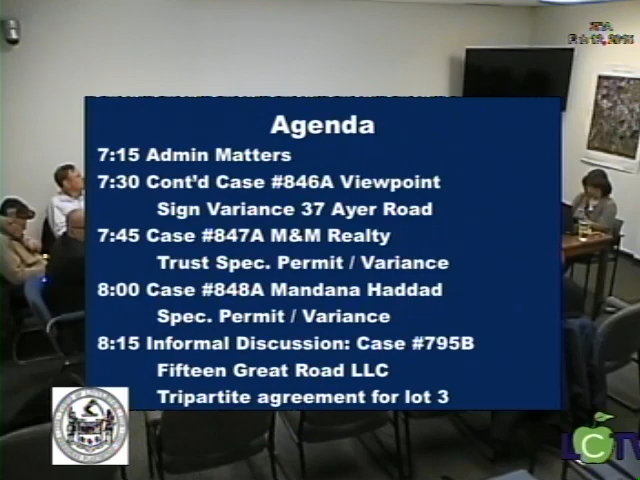 Agenda
7:15 Admin Matters
7:30 Cont'd Case #846A Viewpoint
Sign Variance 37 Ayer Road
7:45 Case #847A M&M Realty
Trust Spec. Permit / Variance
8:00 Case #848A Mandana Haddad
Spec. Permit / Variance
8:15 Informal Discussion: Case #795B
Fifteen Great Road LLC
Tripartite agreement for lot 3
LCTV